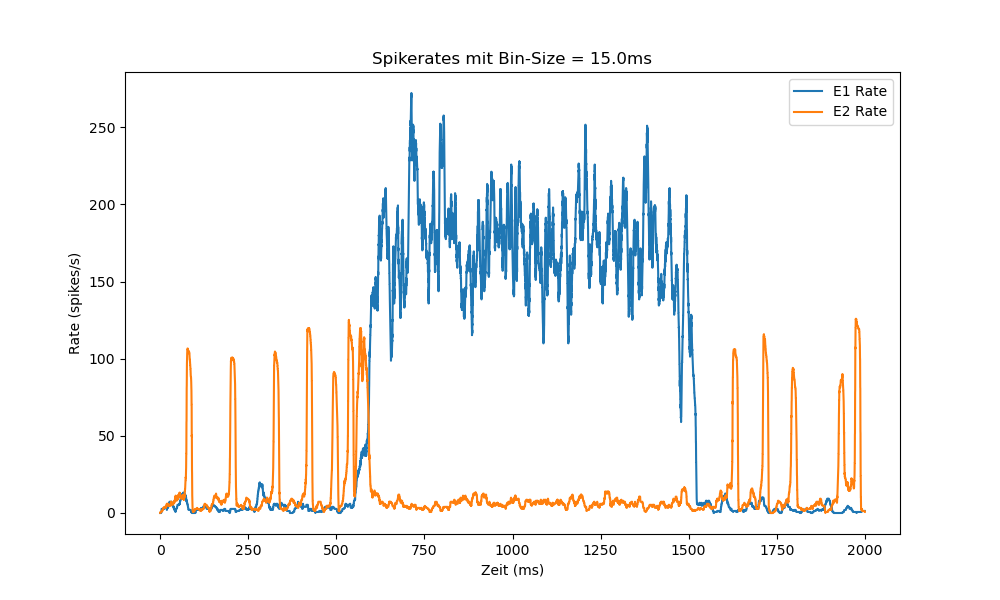 Spikerates mit Bin-Size = 15.0ms
E1 Rate
E2 Rate
Rate (spikes/s)
250
200
150
100
50
0
0 250 500 750 1000 1250 1500 1750 2000
Zeit (ms)